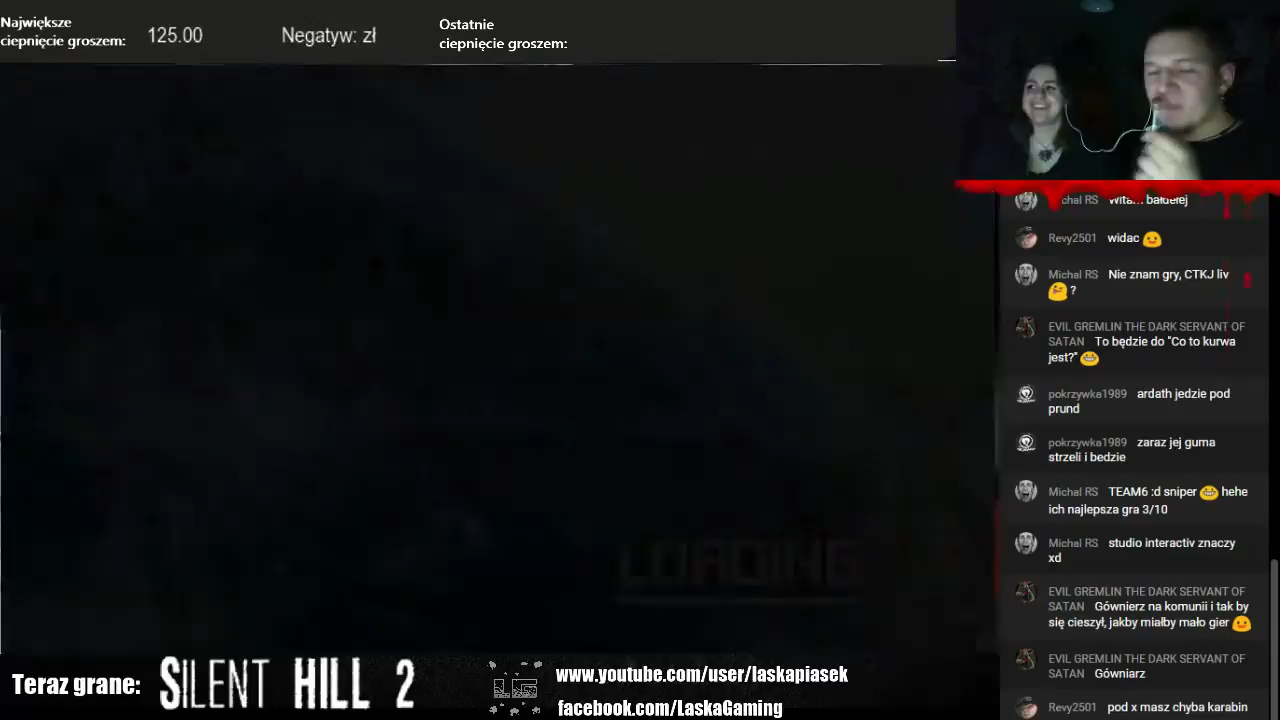 Największe
ciepnięcie groszem:
125.00
Negatyw: zł
Ostatnie
ciepnięcie groszem:
Michal RS Witam bałdełej
Revy2501 widac
Michal RS Nie znam gry, CTKJ liv
?
EVIL GREMLIN THE DARK SERVANT OF
SATAN To będzie do "Co to kurwa
jest?"
pokrzywka1989 ardath jedzie pod
prund
pokrzywka1989 zaraz jej guma
strzeli i bedzie
Michal RS TEAM6 :d sniper hehe
ich najlepsza gra 3/10
Michal RS studio interactiv znaczy
xd
EVIL GREMLIN THE DARK SERVANT OF
SATAN Gównierz na komunii i tak by
się cieszył, jakby miałby mało gier
EVIL GREMLIN THE DARK SERVANT OF
SATAN Gówniarz
Revy2501 pod x masz chyba karabin
LOADING
Teraz grane: SILENT HILL 2
LG
www.youtube.com/user/laskapiasek
facebook.com/LaskaGaming